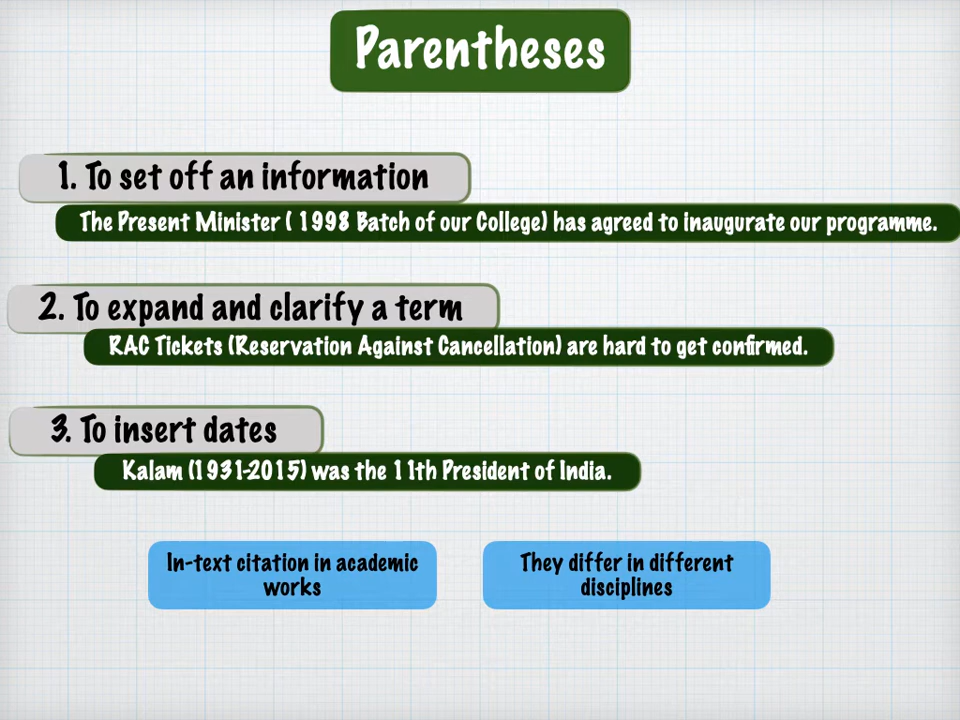 Parentheses
1. To set off an information
The Present Minister ( 1998 Batch of our College) has agreed to inaugurate our programme.
2. To expand and clarify a term
RAC Tickets (Reservation Against Cancellation) are hard to get confirmed.
3. To insert dates
Kalam (1931-2015) was the 11th President of India.
In-text citation in academic
works
They differ in different
disciplines